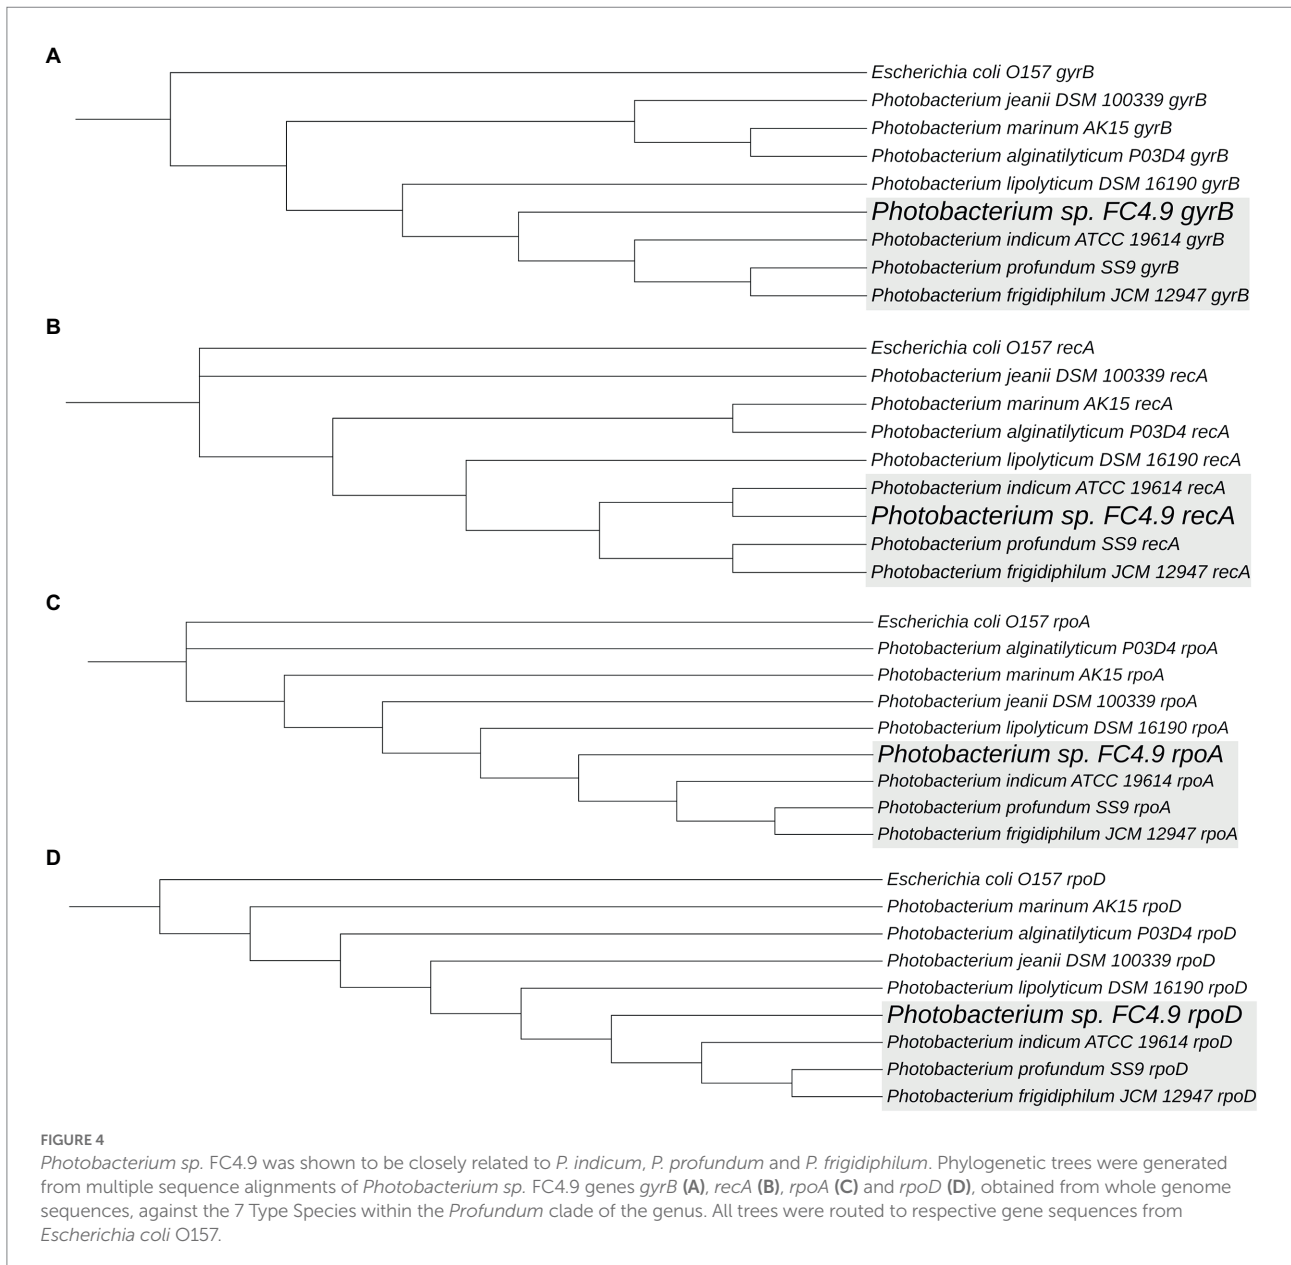 A
Escherichia coli O157 gyrB
Photobacterium jeanii DSM 100339 gyrB
Photobacterium marinum AK15 gyrB
Photobacterium alginatilyticum P03D4 gyrB
Photobacterium lipolyticum DSM 16190 gyrB
Photobacterium sp. FC4.9 gyrB
Photobacterium indicum ATCC 19614 gyrB
Photobacterium profundum SS9 gyrB
Photobacterium frigidiphilum JCM 12947 gyrB
B
Escherichia coli O157 recA
Photobacterium jeanii DSM 100339 recA
Photobacterium marinum AK15 recA
Photobacterium alginatilyticum P03D4 recA
Photobacterium lipolyticum DSM 16190 recA
Photobacterium indicum ATCC 19614 recA
Photobacterium sp. FC4.9 recA
Photobacterium profundum SS9 recA
Photobacterium frigidiphilum JCM 12947 recA
C
Escherichia coli O157 rpoA
Photobacterium alginatilyticum P03D4 rpoA
Photobacterium marinum AK15 rpoA
Photobacterium jeanii DSM 100339 rpoA
Photobacterium lipolyticum DSM 16190 rpoA
Photobacterium sp. FC4.9 rpoA
Photobacterium indicum ATCC 19614 rpoA
Photobacterium profundum SS9 rpoA
Photobacterium frigidiphilum JCM 12947 rpoA
D
Escherichia coli O157 rpoD
Photobacterium marinum AK15 rpoD
Photobacterium alginatilyticum P03D4 rpoD
Photobacterium jeanii DSM 100339 rpoD
Photobacterium lipolyticum DSM 16190 rpoD
Photobacterium sp. FC4.9 rpoD
Photobacterium indicum ATCC 19614 rpoD
Photobacterium profundum SS9 rpoD
Photobacterium frigidiphilum JCM 12947 rpoD
FIGURE 4
Photobacterium sp. FC4.9 was shown to be closely related to P. indicum, P. profundum and P. frigidiphilum. Phylogenetic trees were generated
from multiple sequence alignments of Photobacterium sp. FC4.9 genes gyrB (A), recA (B), rpoA (C) and rpoD (D), obtained from whole genome
sequences, against the 7 Type Species within the Profundum clade of the genus. All trees were routed to respective gene sequences from
Escherichia coli O157.